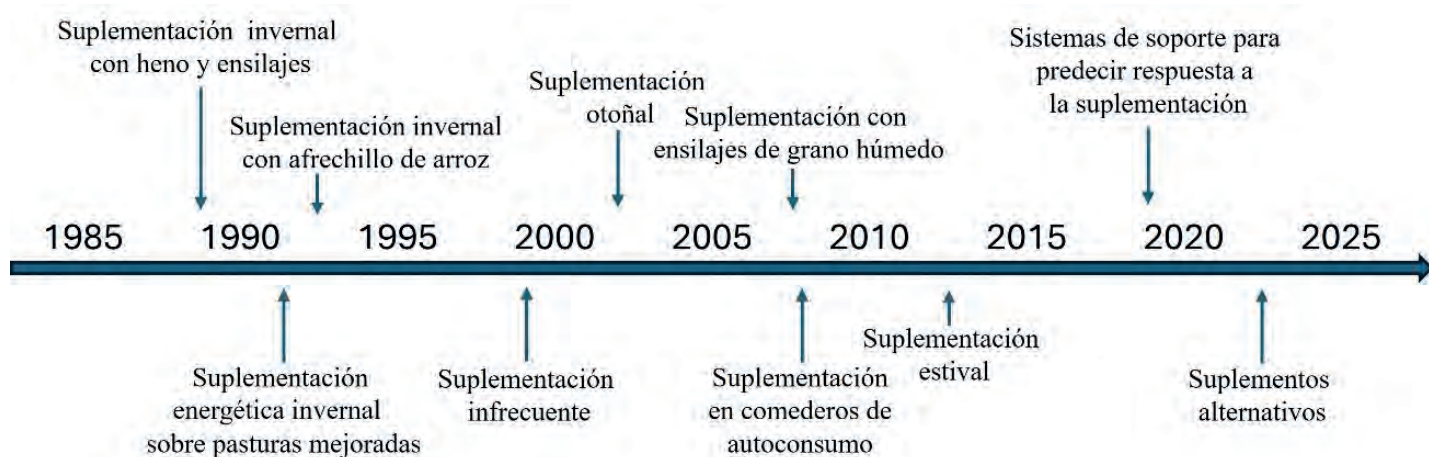 Suplementación invernal
con heno y ensilajes
Suplementación invernal
con afrechillo de arroz
Suplementación
otoñal
Suplementación con
ensilajes de grano húmedo
Sistemas de soporte para
predecir respuesta a
la suplementación
1985 1990 1995 2000 2005 2010 2015 2020 2025
Suplementación
energética invernal
sobre pasturas mejoradas
Suplementación
infrecuente
Suplementación
en comederos de
autoconsumo
Suplementación
estival
Suplementos
alternativos